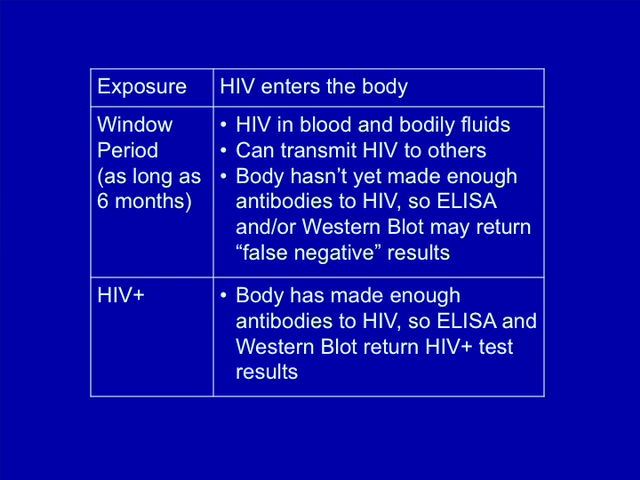 Exposure
HIV enters the body
Window
Period
(as long as
6 months)
• HIV in blood and bodily fluids
• Can transmit HIV to others
• Body hasn’t yet made enough
antibodies to HIV, so ELISA
and/or Western Blot may return
“false negative” results
HIV+
• Body has made enough
antibodies to HIV, so ELISA and
Western Blot return HIV+ test
results